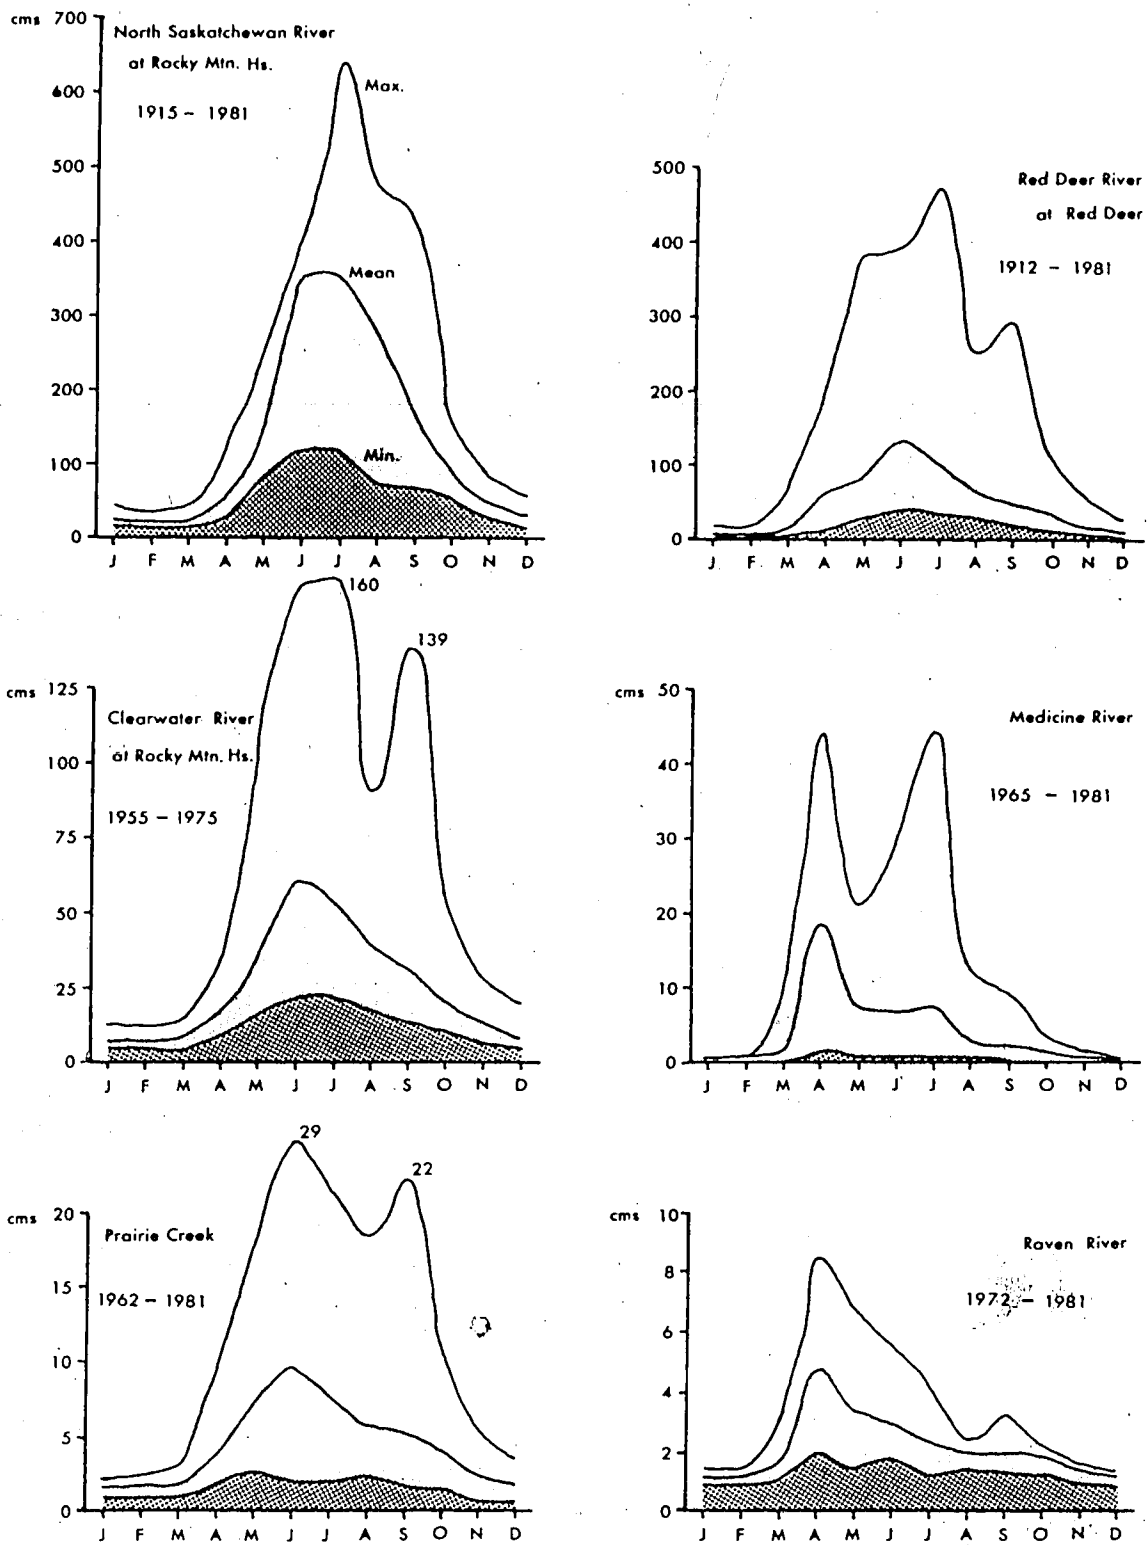 cms 700
North Saskatchewan River
at Rocky Mtn. Hs.
1915 - 1981
600
500
400
300
200
100
0
Max.
Mean
Min.
J F M A M J J A S O N D
500
Red Deer River
at Red Deer
1912 - 1981
400
300
200
100
0
J F M A M J J A S O N D
160
139
cms 125
Clearwater River
at Rocky Mtn. Hs.
1955 - 1975
100
75
50
25
0
J F M A M J J A S O N D
cms 50
Medicine River
1965 - 1981
40
30
20
10
0
J F M A M J J A S O N D
29
22
cms 20
Prairie Creek
1962 - 1981
15
10
5
0
J F M A M J J A S O N D
cms 10
Raven River
1972 - 1981
8
6
4
2
0
J F M A M J J A S O N D